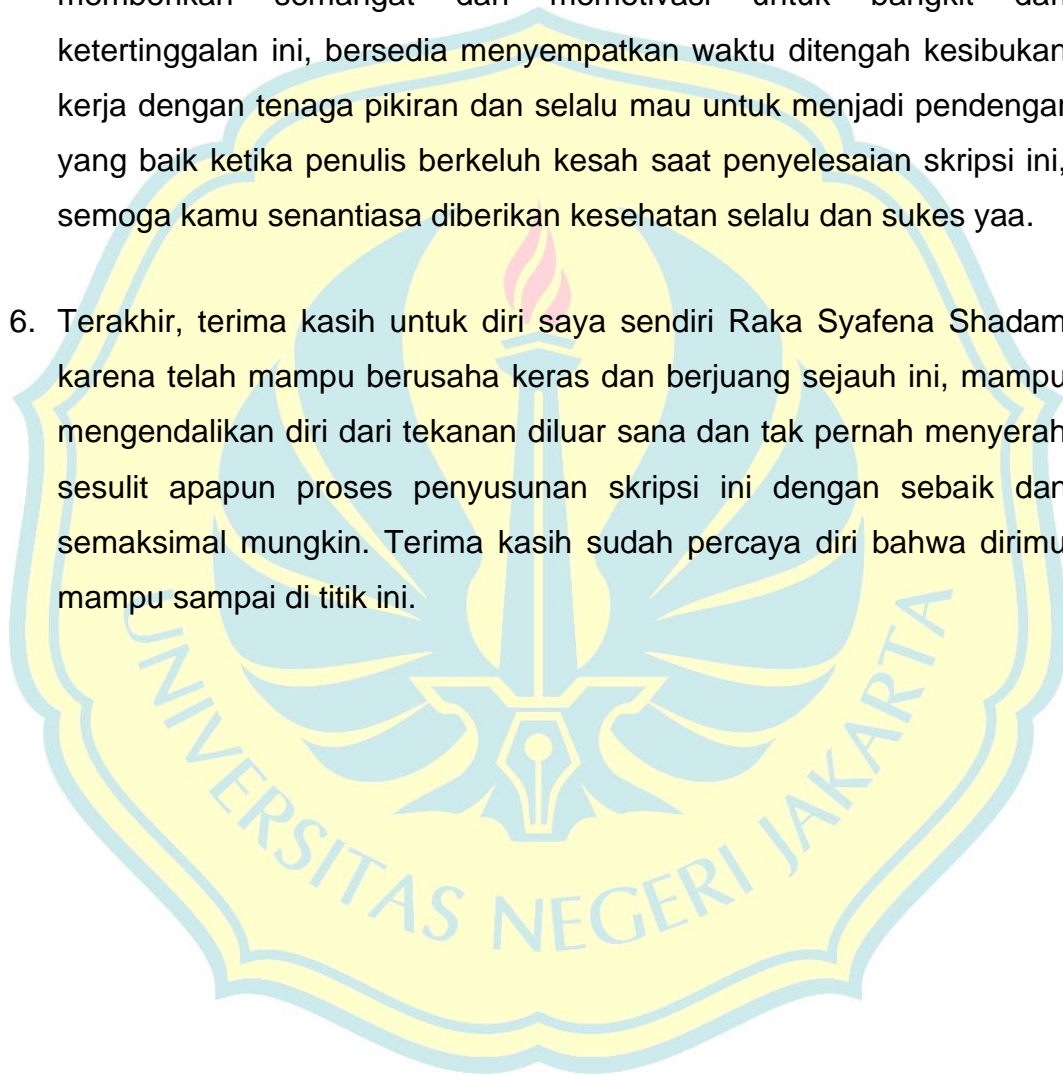 memberikan semangat dan memotivasi untuk bangkit dari
ketertinggalan ini, bersedia menyempatkan waktu ditengah kesibukan
kerja dengan tenaga pikiran dan selalu mau untuk menjadi pendengar
yang baik ketika penulis berkeluh kesah saat penyelesaian skripsi ini,
semoga kamu senantiasa diberikan kesehatan selalu dan sukes yaa.
6. Terakhir, terima kasih untuk diri saya sendiri Raka Syafena Shadam
karena telah mampu berusaha keras dan berjuang sejauh ini, mampu
mengendalikan diri dari tekanan diluar sana dan tak pernah menyerah
sesulit apapun proses penyusunan skripsi ini dengan sebaik dan
semaksimal mungkin. Terima kasih sudah percaya diri bahwa dirimu
mampu sampai di titik ini.
UNIVERSITAS NEGERI JAKARTA